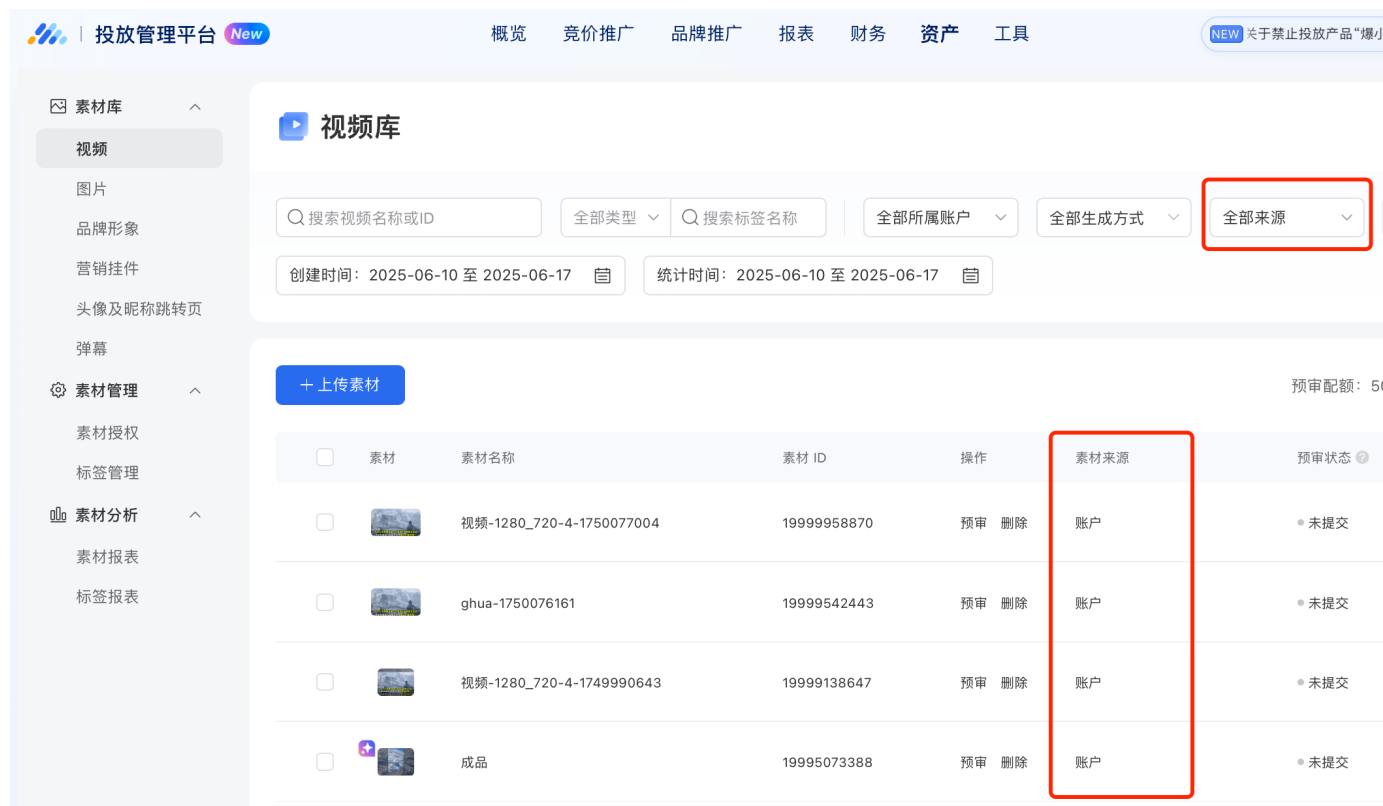 投放管理平台 New 概览 竞价推广 品牌推广 报表 财务 资产 工具 NEW 关于禁止投放产品“爆小
素材库
视频
图片
品牌形象
营销挂件
头像及昵称跳转页
弹幕
素材管理
素材授权
标签管理
素材分析
素材报表
标签报表
视频库
搜索视频名称或ID 全部类型 搜索标签名称 全部所属账户 全部生成方式 全部来源
创建时间：2025-06-10 至 2025-06-17 统计时间：2025-06-10 至 2025-06-17
+ 上传素材 预审配额：50
素材 素材名称 素材 ID 操作 素材来源 预审状态
视频-1280_720-4-1750077004 19999958870 预审 删除 账户 未提交
ghua-1750076161 19999542443 预审 删除 账户 未提交
视频-1280_720-4-1749990643 19999138647 预审 删除 账户 未提交
成品 19995073388 预审 删除 账户 未提交